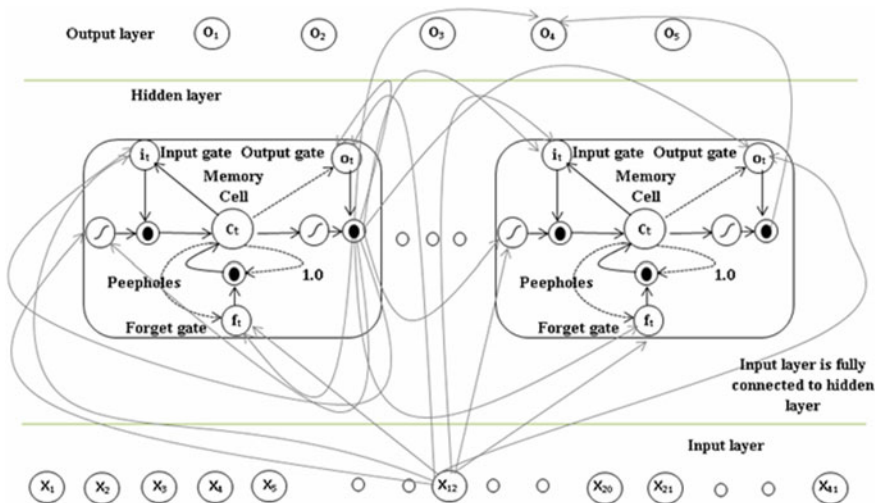 Output layer
O₁ O₂ O₃ O₄ O₅
Hidden layer
iₜ Input gate Output gate oₜ
Memory
Cell
cₜ
Peepholes
1.0
Forget gate
fₜ
iₜ Input gate Output gate oₜ
Memory
Cell
cₜ
Peepholes
1.0
Forget gate
fₜ
Input layer is fully
connected to hidden
layer
Input layer
X₁ X₂ X₃ X₄ X₅ X₁₂ X₂₀ X₂₁ X₄₁